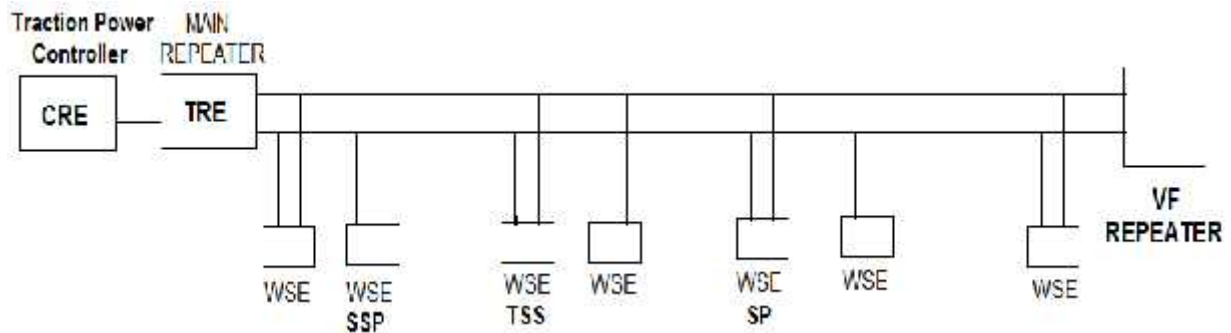 Traction Power
Controller
MAIN
REPEATER
CRE
TRE
WSE
WSE
SSP
WSE
TSS
WSE
WSE
SP
WSE
WSE
VF
REPEATER